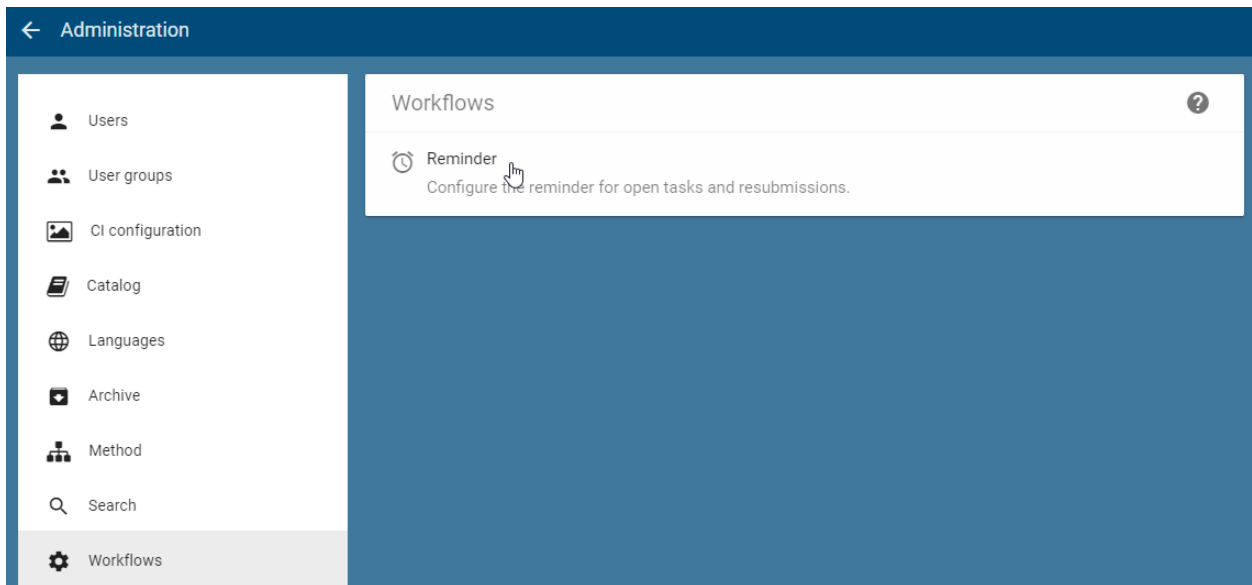 Administration
Users
User groups
CI configuration
Catalog
Languages
Archive
Method
Search
Workflows
Workflows
Reminder
Configure the reminder for open tasks and resubmissions.